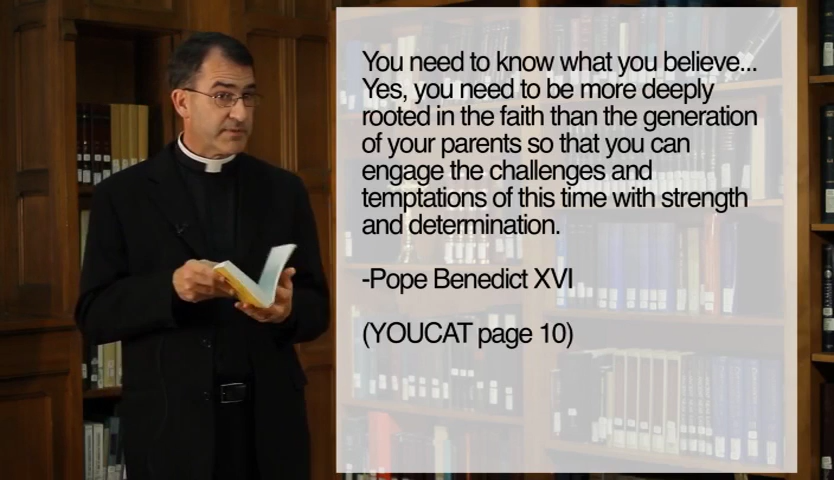 You need to know what you believe...
Yes, you need to be more deeply
rooted in the faith than the generation
of your parents so that you can
engage the challenges and
temptations of this time with strength
and determination.
-Pope Benedict XVI
(YOUCAT page 10)